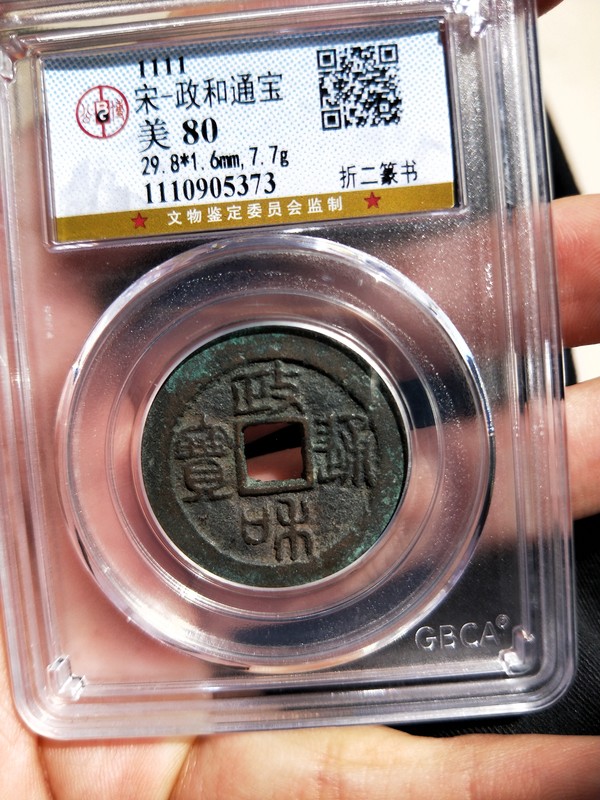 1111
宋-政和通宝
美 80
29.8*1.6mm,7.7g
折二篆书
1110905373
文物鉴定委员会监制
政
和
通
寶
GBCA®